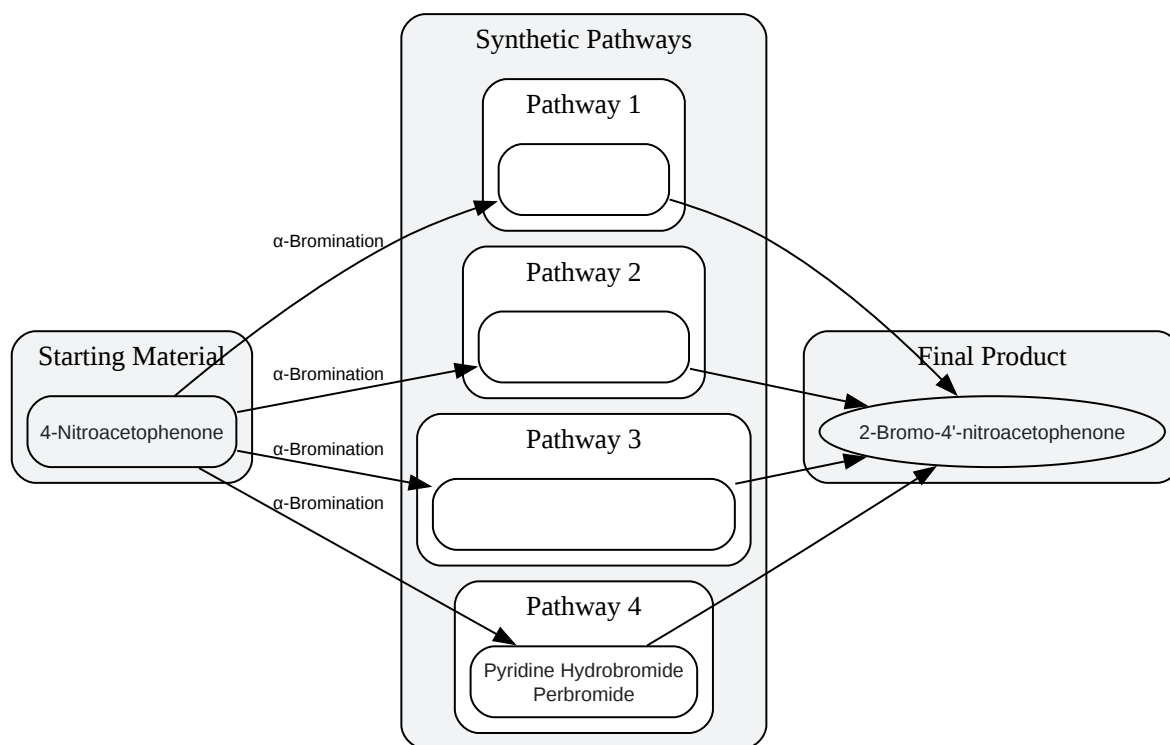 Synthetic Pathways
Pathway 1
α-Bromination
Pathway 2
α-Bromination
Starting Material
4-Nitroacetophenone
Final Product
2-Bromo-4'-nitroacetophenone
α-Bromination
Pathway 3
α-Bromination
Pathway 4
Pyridine Hydrobromide
Perbromide